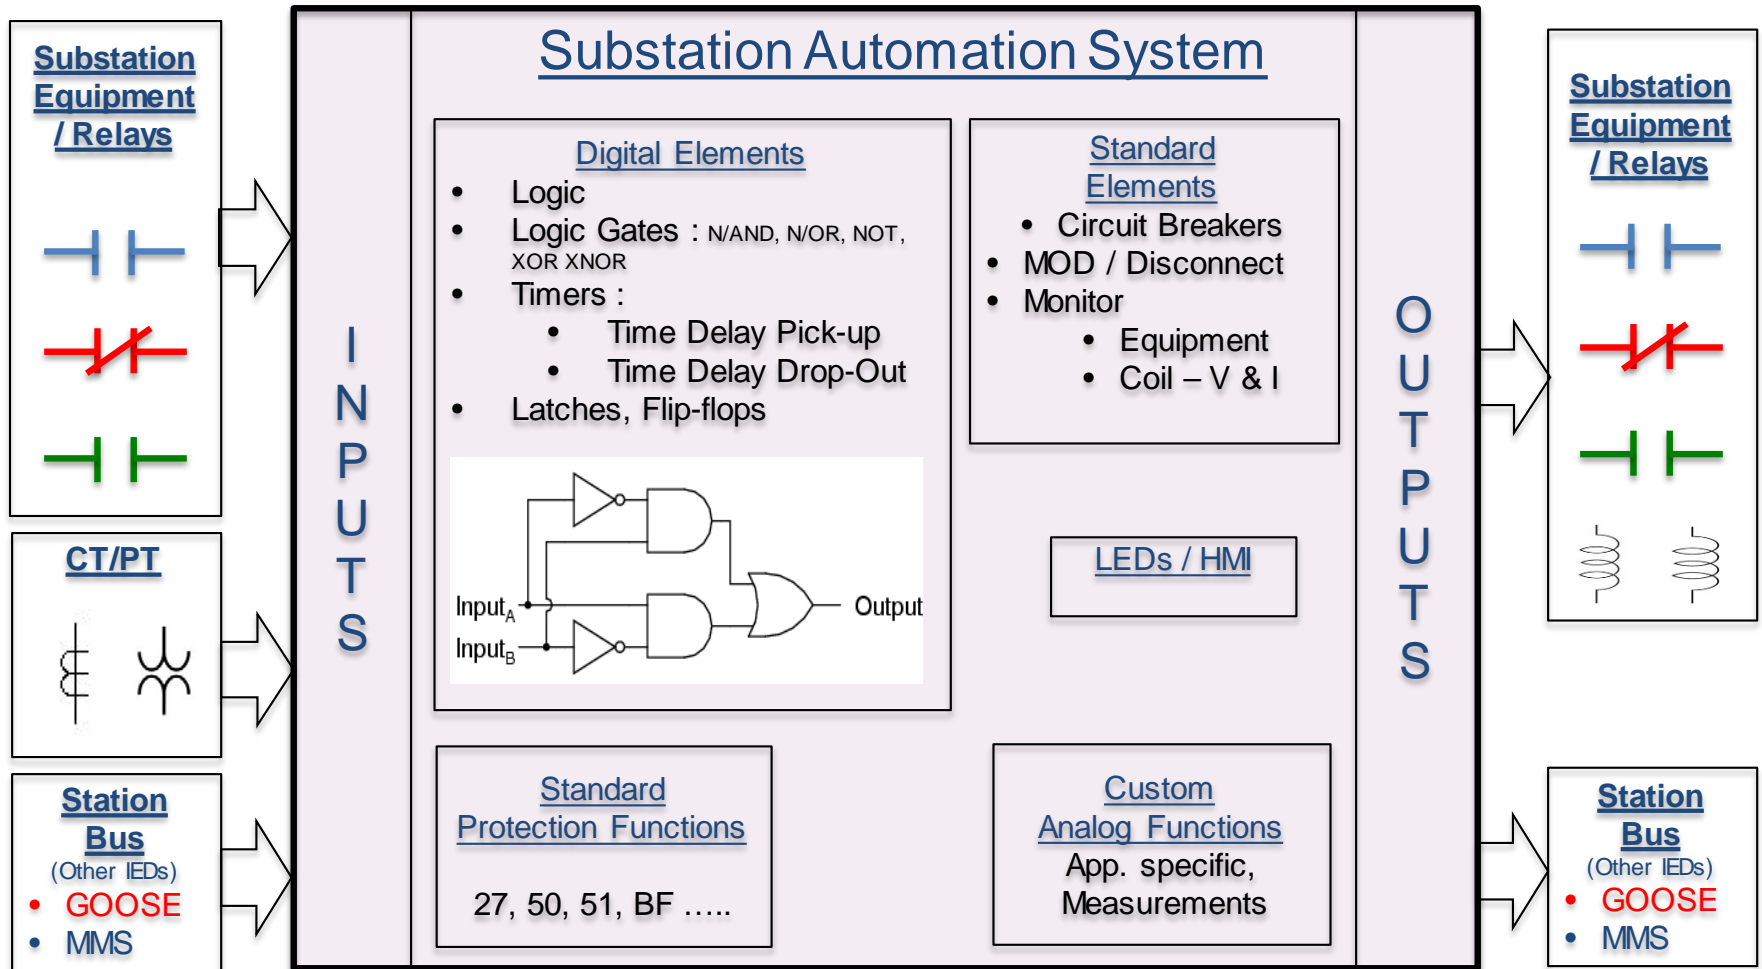 Substation
Equipment
/ Relays
CT/PT
Station
Bus
(Other IEDs)
• GOOSE
• MMS
I
N
P
U
T
S
Substation Automation System
Digital Elements
• Logic
• Logic Gates : N/AND, N/OR, NOT,
XOR XNOR
• Timers :
• Time Delay Pick-up
• Time Delay Drop-Out
• Latches, Flip-flops
InputA
InputB
Output
Standard
Elements
• Circuit Breakers
• MOD / Disconnect
• Monitor
• Equipment
• Coil – V & I
LEDs / HMI
Standard
Protection Functions
27, 50, 51, BF .....
Custom
Analog Functions
App. specific,
Measurements
O
U
T
P
U
T
S
Substation
Equipment
/ Relays
Station
Bus
(Other IEDs)
• GOOSE
• MMS